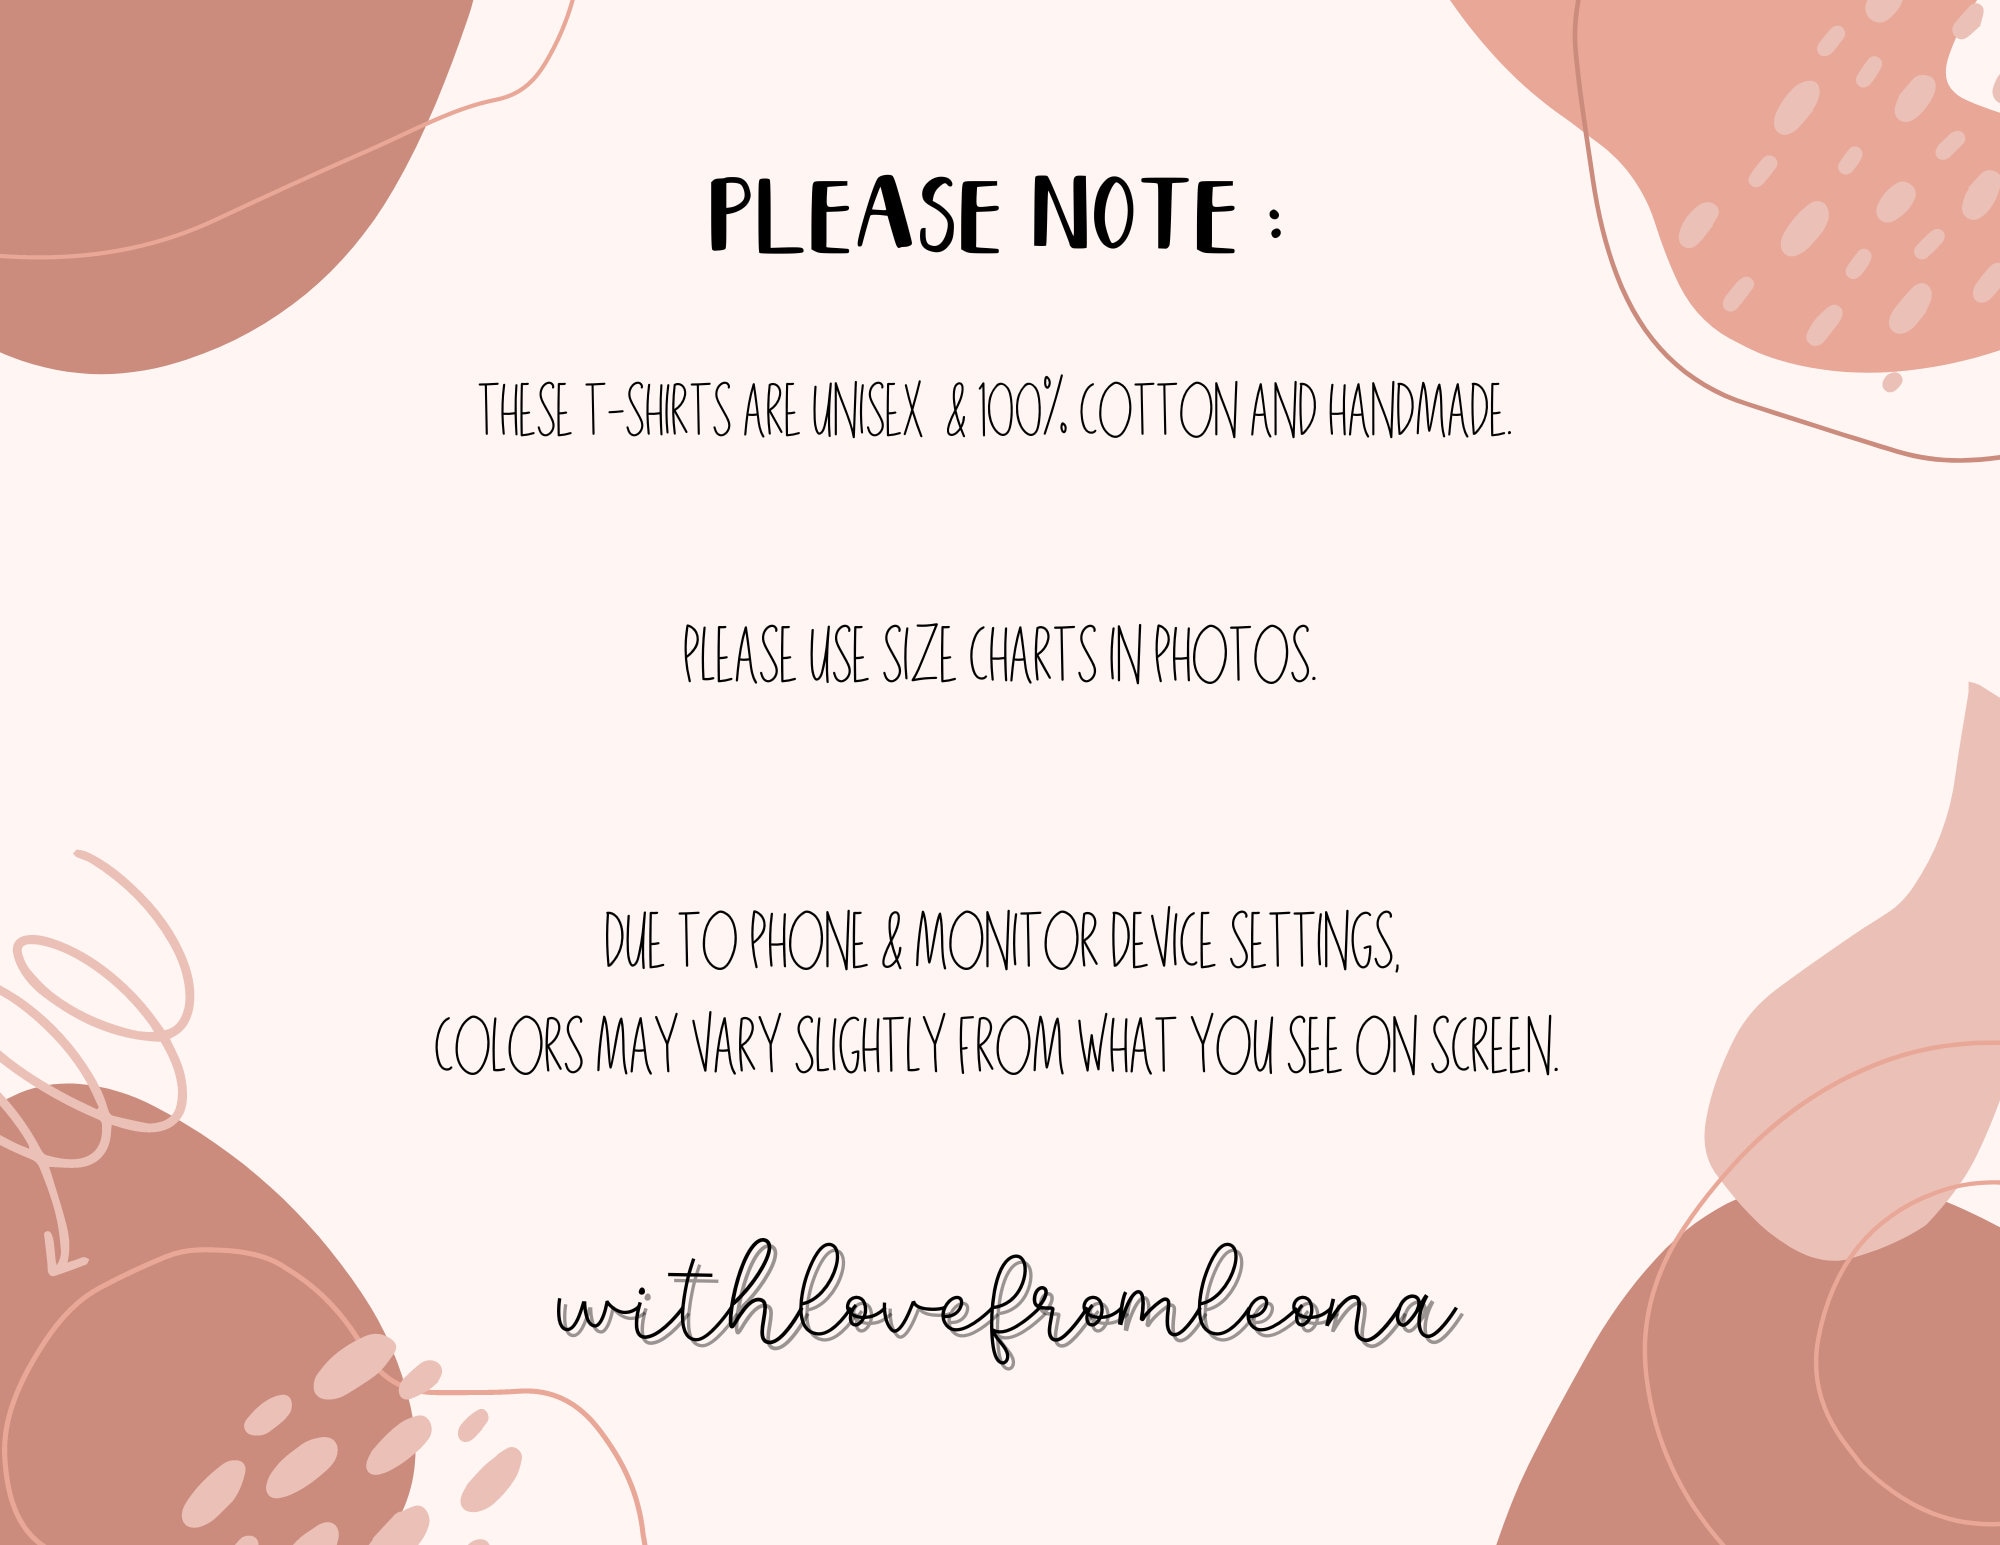 PLEASE NOTE :
THESE T-SHIRTS ARE UNISEX & 100% COTTON AND HANDMADE.
PLEASE USE SIZE CHARTS IN PHOTOS.
DUE TO PHONE & MONITOR DEVICE SETTINGS,
COLORS MAY VARY SLIGHTLY FROM WHAT YOU SEE ON SCREEN.
withlovefromleona